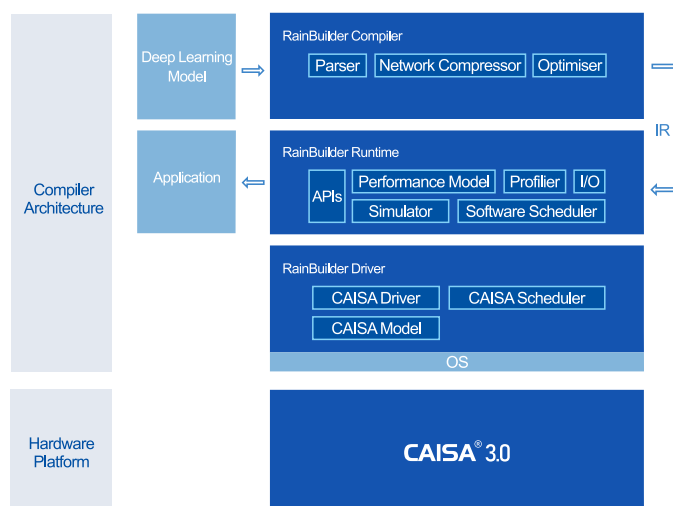 Compiler
Architecture
Deep Learning
Model
Application
RainBuilder Compiler
Parser
Network Compressor
Optimiser
IR
RainBuilder Runtime
APIs
Performance Model
Profilier
I/O
Simulator
Software Scheduler
RainBuilder Driver
CAISA Driver
CAISA Scheduler
CAISA Model
OS
Hardware
Platform
CAISA® 3.0